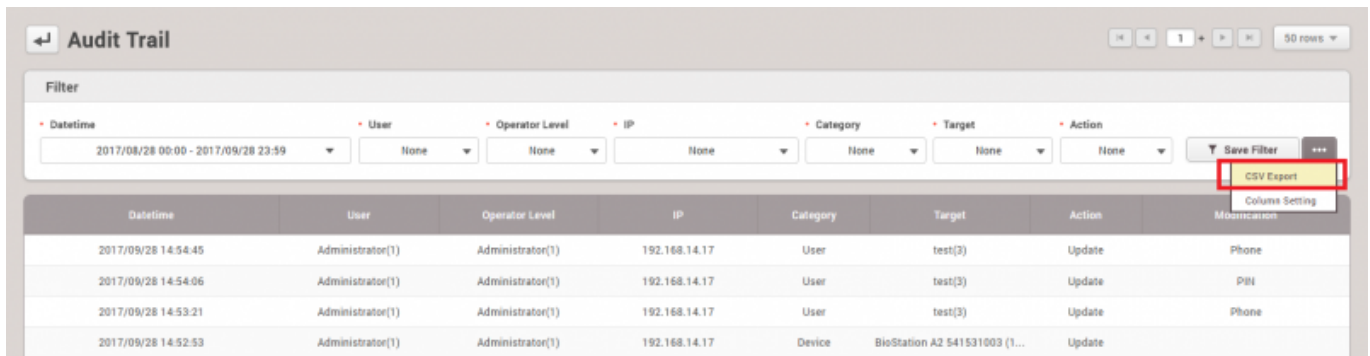 Audit Trail
1 + 50 rows
Filter
• Datetime • User • Operator Level • IP • Category • Target • Action
2017/08/28 00:00 - 2017/09/28 23:59 None None None None None None Save Filter •••
CSV Export
Column Setting
Datetime User Operator Level IP Category Target Action Modification
2017/09/28 14:54:45 Administrator(1) Administrator(1) 192.168.14.17 User test(3) Update Phone
2017/09/28 14:54:06 Administrator(1) Administrator(1) 192.168.14.17 User test(3) Update PIN
2017/09/28 14:53:21 Administrator(1) Administrator(1) 192.168.14.17 User test(3) Update Phone
2017/09/28 14:52:53 Administrator(1) Administrator(1) 192.168.14.17 Device BioStation A2 541531003 (1... Update